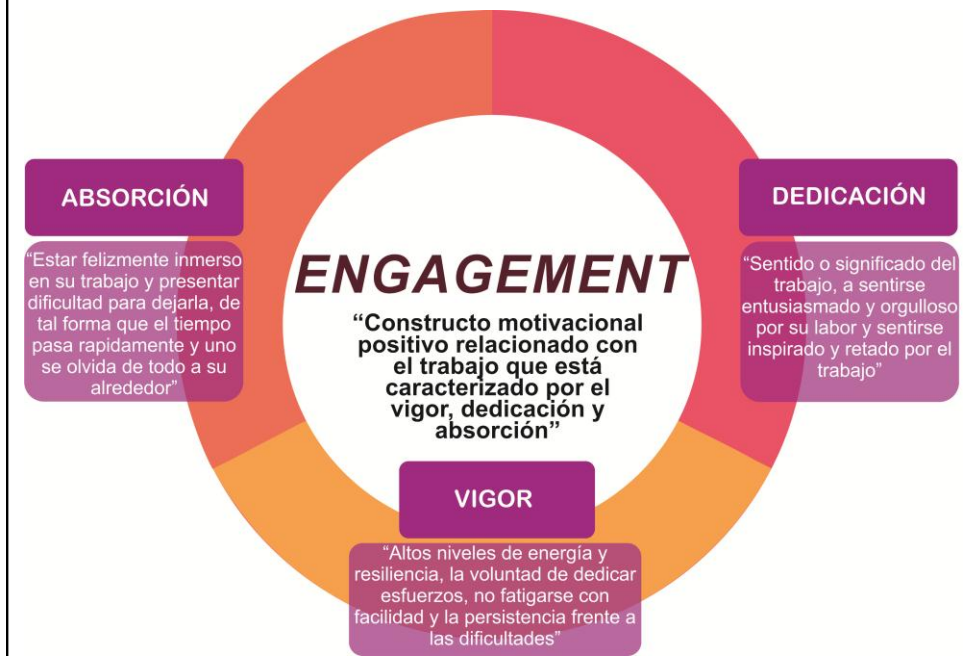 ABSORCIÓN
“Estar felizmente inmerso
en su trabajo y presentar
dificultad para dejarla, de
tal forma que el tiempo
pasa rapidamente y uno
se olvida de todo a su
alrededor”
ENGAGEMENT
“Constructo motivacional
positivo relacionado con
el trabajo que está
caracterizado por el
vigor, dedicación y
absorción”
DEDICACIÓN
“Sentido o significado del
trabajo, a sentirse
entusiasmado y orgulloso
por su labor y sentirse
inspirado y retado por el
trabajo”
VIGOR
“Altos niveles de energía y
resiliencia, la voluntad de dedicar
esfuerzos, no fatigarse con
facilidad y la persistencia frente a
las dificultades”